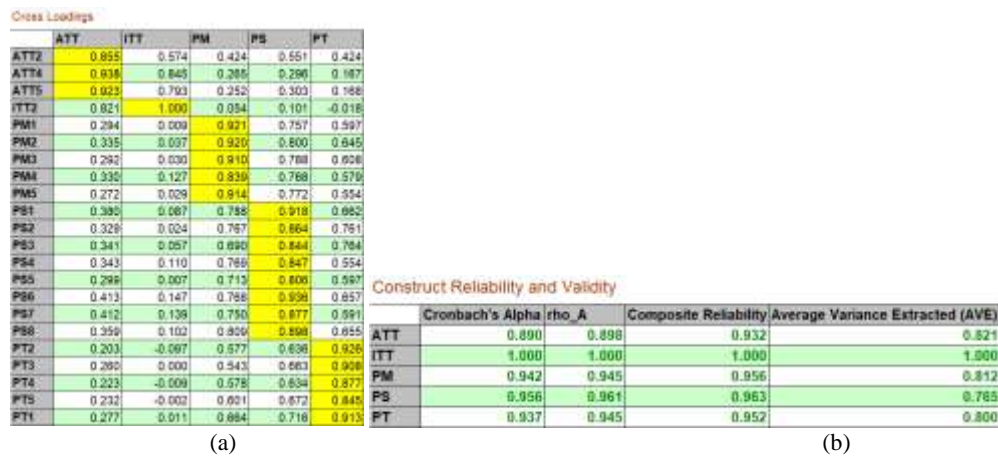 Cross Loadings
ATT ITT PM PS PT
ATT2 0.855 0.574 0.424 0.551 0.424
ATT4 0.938 0.845 0.265 0.296 0.167
ATT5 0.923 0.793 0.252 0.303 0.168
ITT2 0.821 1.000 0.054 0.101 -0.018
PM1 0.294 0.009 0.921 0.757 0.597
PM2 0.335 0.037 0.920 0.800 0.645
PM3 0.292 0.030 0.910 0.788 0.608
PM4 0.330 0.127 0.839 0.768 0.579
PM5 0.272 0.029 0.914 0.772 0.554
PS1 0.380 0.087 0.788 0.918 0.662
PS2 0.329 0.024 0.767 0.864 0.761
PS3 0.341 0.057 0.690 0.844 0.764
PS4 0.343 0.110 0.769 0.847 0.554
PS5 0.299 0.007 0.713 0.806 0.597
PS6 0.413 0.147 0.766 0.936 0.657
PS7 0.412 0.139 0.750 0.877 0.591
PS8 0.359 0.102 0.809 0.898 0.655
PT2 0.203 -0.097 0.577 0.636 0.926
PT3 0.260 0.000 0.543 0.663 0.908
PT4 0.223 -0.009 0.578 0.634 0.877
PT5 0.232 -0.002 0.601 0.672 0.845
PT1 0.277 0.011 0.664 0.716 0.913
(a)
Construct Reliability and Validity
Cronbach's Alpha rho_A Composite Reliability Average Variance Extracted (AVE)
ATT 0.890 0.898 0.932 0.821
ITT 1.000 1.000 1.000 1.000
PM 0.942 0.945 0.956 0.812
PS 0.956 0.961 0.963 0.765
PT 0.937 0.945 0.952 0.800
(b)